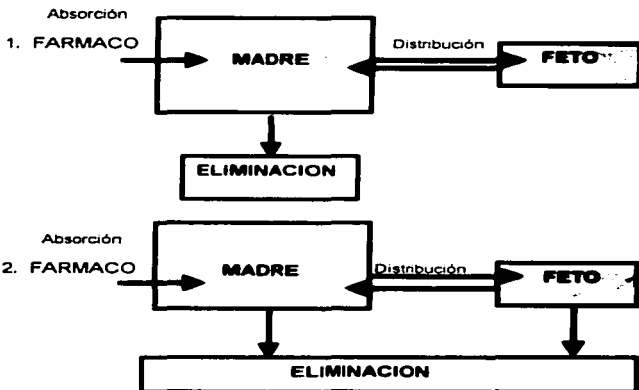 Absorción
1. FARMACO
MADRE
Distribución
FETO
ELIMINACION
Absorción
2. FARMACO
MADRE
Distribución
FETO
ELIMINACION